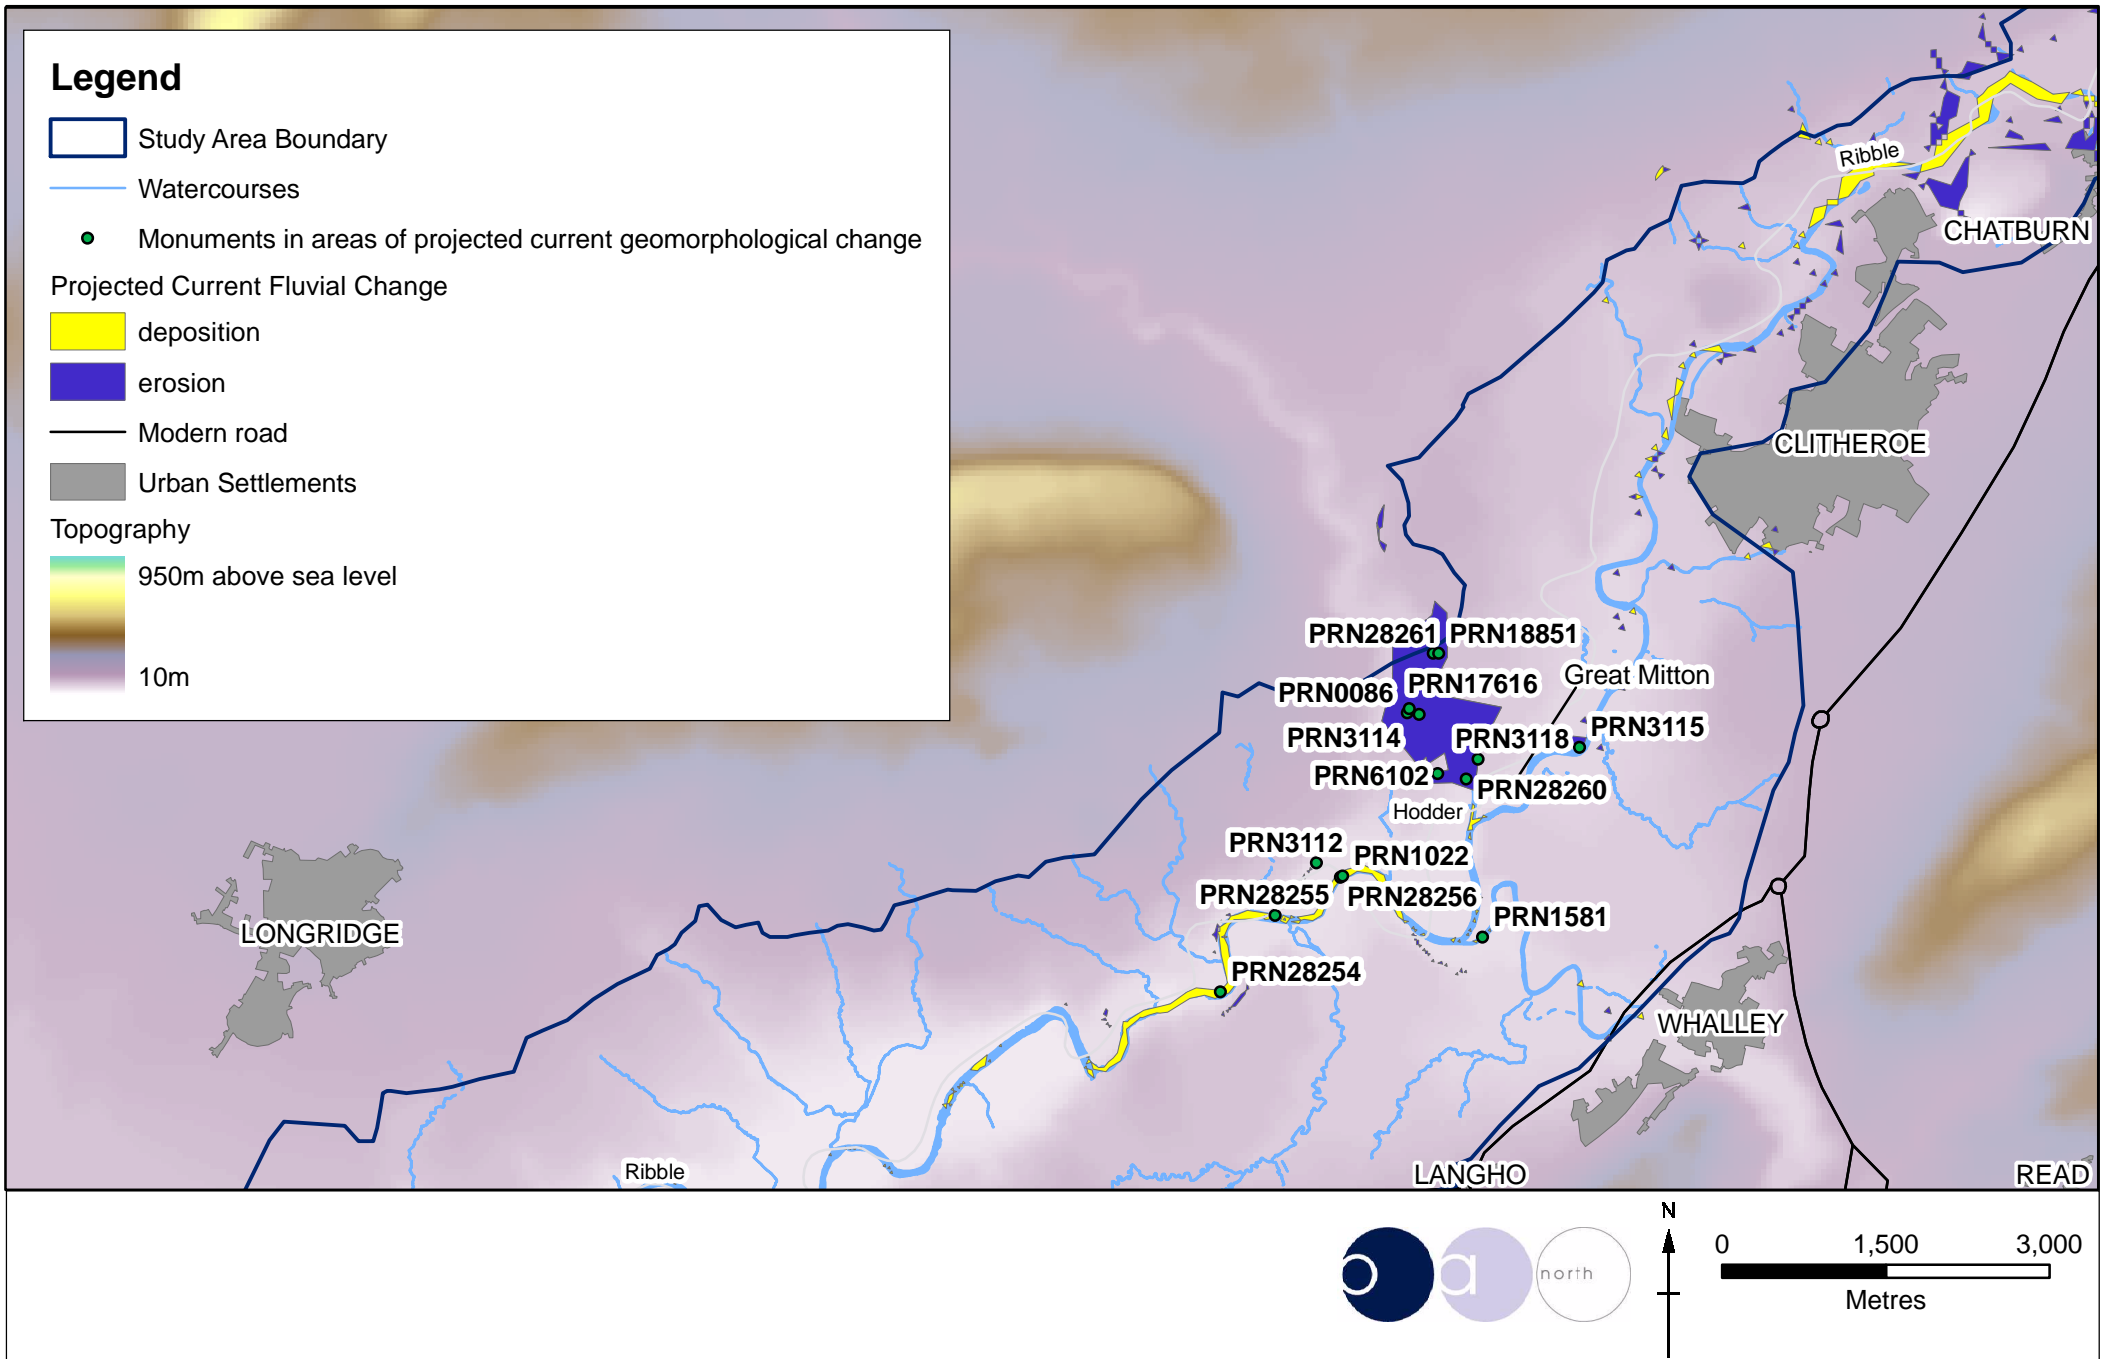 Legend
Study Area Boundary
Watercourses
Monuments in areas of projected current geomorphological change
Projected Current Fluvial Change
deposition
erosion
Modern road
Urban Settlements
Topography
950m above sea level
10m
Ribble
CHATBURN
CLITHEROE
PRN28261 PRN18851
Great Mitton
PRN0086 PRN17616
PRN3114 PRN3118 PRN3115
PRN6102
PRN28260
Hodder
PRN3112
PRN1022
PRN28255 PRN28256
PRN1581
LONGRIDGE
PRN28254
WHALLEY
Ribble
LANGHO
READ
o a north
N
0 1,500 3,000
Metres